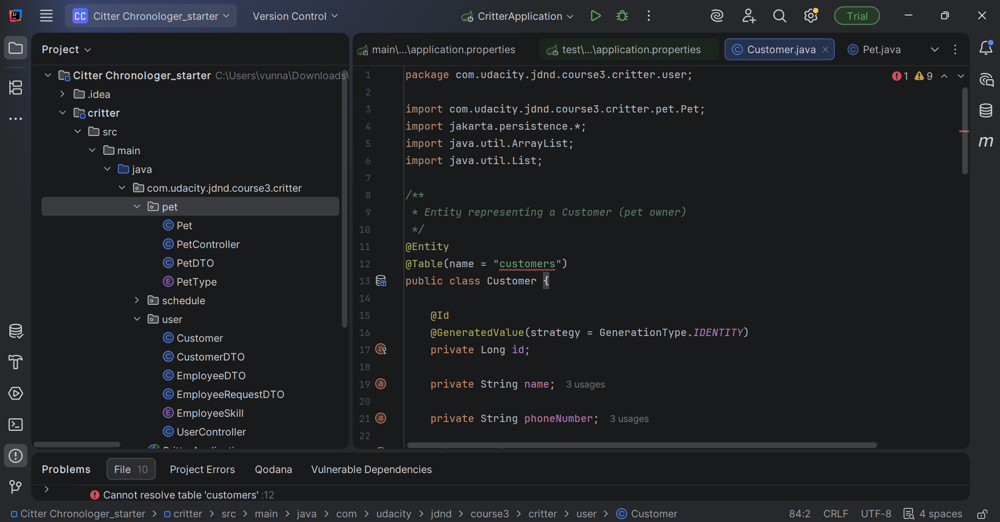 CC Citter Chronologer_starter Version Control CritterApplication Trial
Project
Citter Chronologer_starter C:\Users\vunna\Downloads\
.idea
critter
src
main
java
com.udacity.jdnd.course3.critter
pet
Pet
PetController
PetDTO
PetType
schedule
user
Customer
CustomerDTO
EmployeeDTO
EmployeeRequestDTO
EmployeeSkill
UserController
main\...\application.properties test\...\application.properties Customer.java Pet.java
1 package com.udacity.jdnd.course3.critter.user;
1 9
2
3 import com.udacity.jdnd.course3.critter.pet.Pet;
4 import jakarta.persistence.*;
5 import java.util.ArrayList;
6 import java.util.List;
7
8 /**
9 * Entity representing a Customer (pet owner)
10 */
11 @Entity
12 @Table(name = "customers")
13 public class Customer {
14
15 @Id
16 @GeneratedValue(strategy = GenerationType.IDENTITY)
17 private Long id;
18
19 private String name; 3 usages
20
21 private String phoneNumber; 3 usages
22
Problems File 10 Project Errors Qodana Vulnerable Dependencies
Cannot resolve table 'customers' :12
Citter Chronologer_starter > critter > src > main > java > com > udacity > jdnd > course3 > critter > user > Customer 84:2 CRLF UTF-8 4 spaces